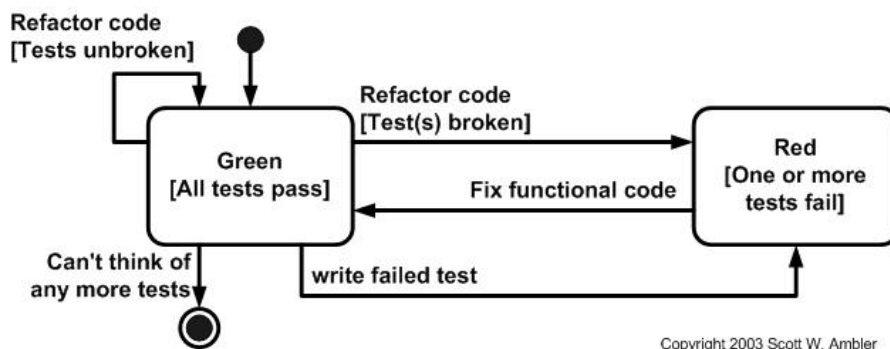 Refactor code
[Tests unbroken]
Refactor code
[Test(s) broken]
Green
[All tests pass]
Red
[One or more
tests fail]
Fix functional code
Can't think of
any more tests
write failed test
Copyright 2003 Scott W. Ambler